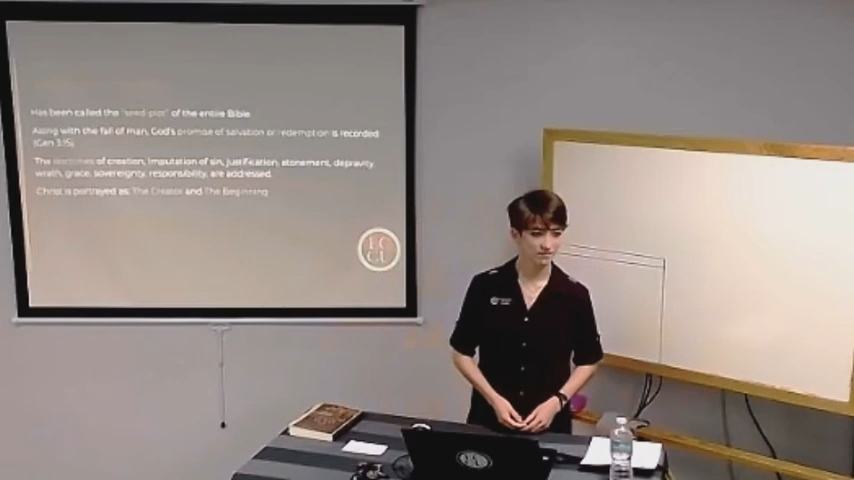 Has been called the "seed-plot" of the entire Bible
Along with the fall of man, God's promise of salvation or redemption is recorded
(Gen 3:15)
The doctrines of creation, imputation of sin, justification, atonement, depravity
wrath, grace, sovereignty, responsibility, are addressed.
Christ is portrayed as: The Creator and The Beginning